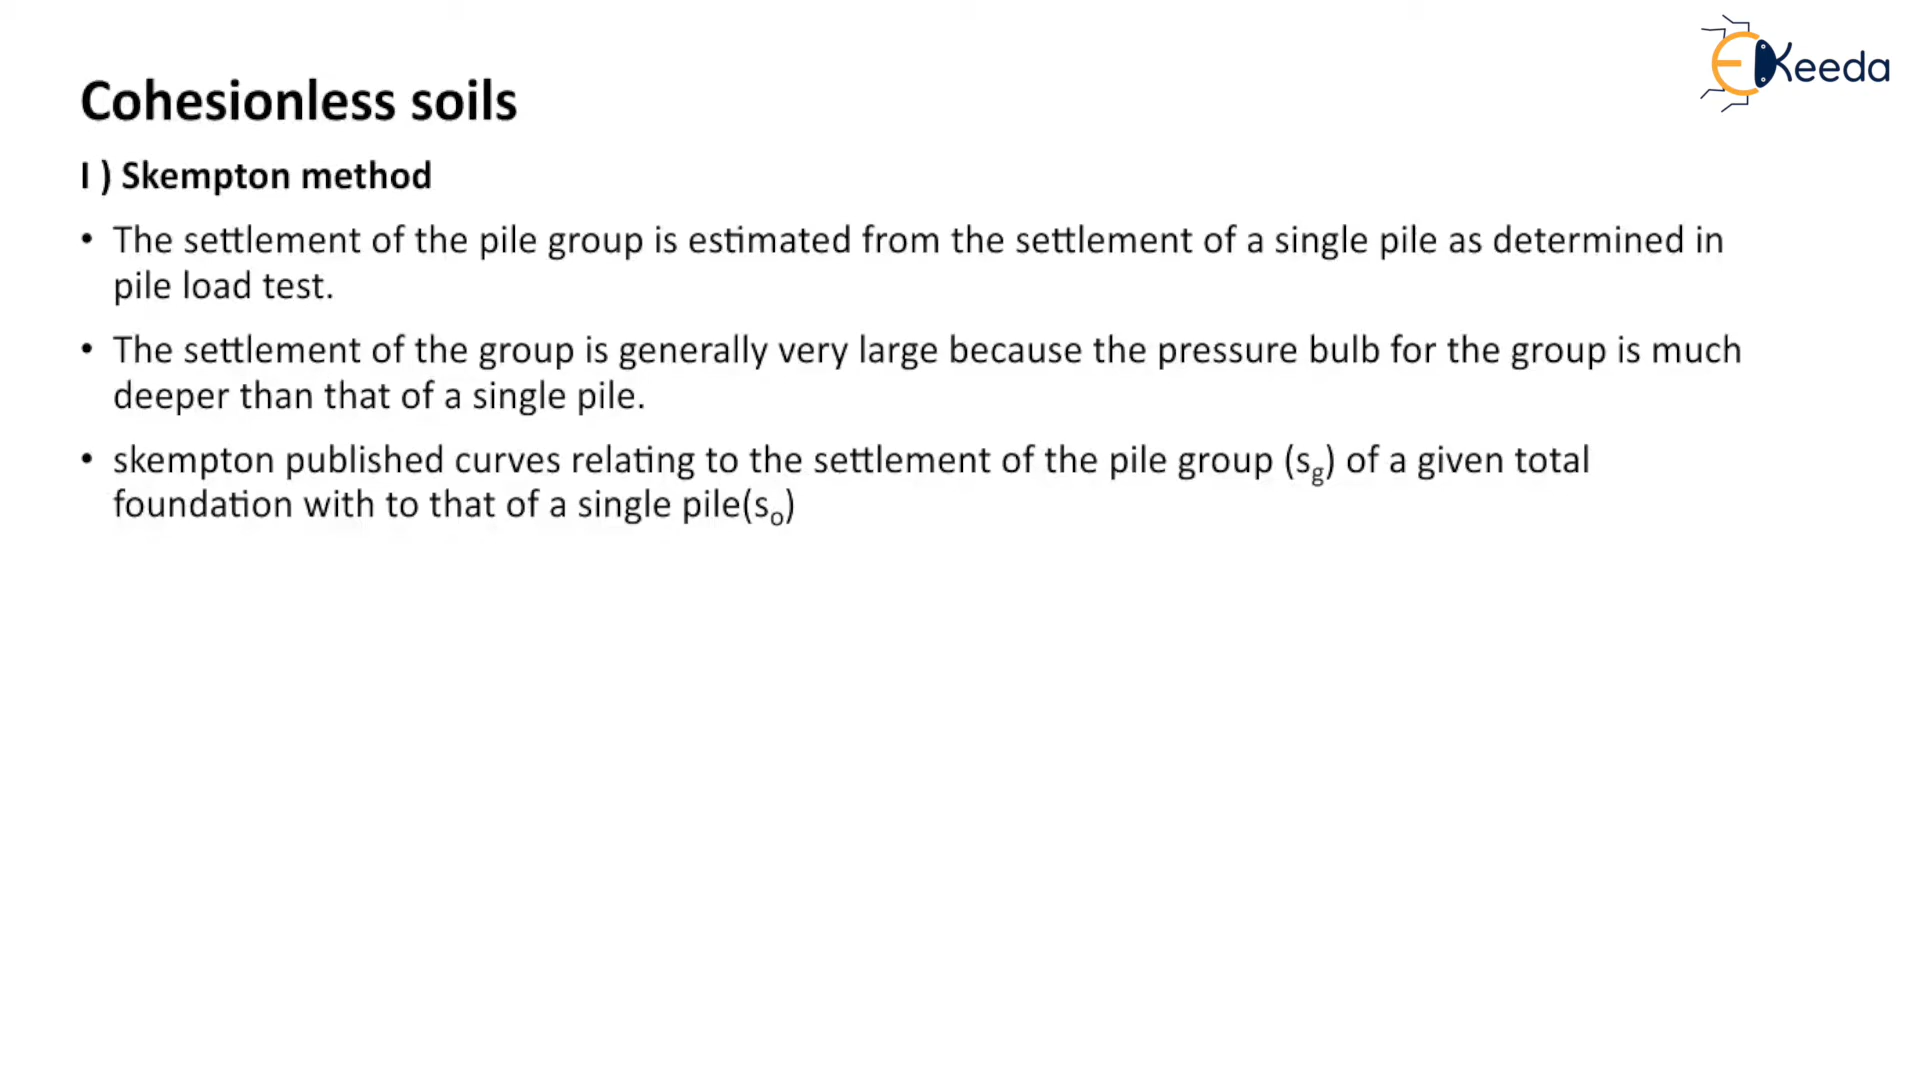 Keeda
Cohesionless soils
I ) Skempton method
• The settlement of the pile group is estimated from the settlement of a single pile as determined in
pile load test.
• The settlement of the group is generally very large because the pressure bulb for the group is much
deeper than that of a single pile.
• skempton published curves relating to the settlement of the pile group (sg) of a given total
foundation with to that of a single pile(so)